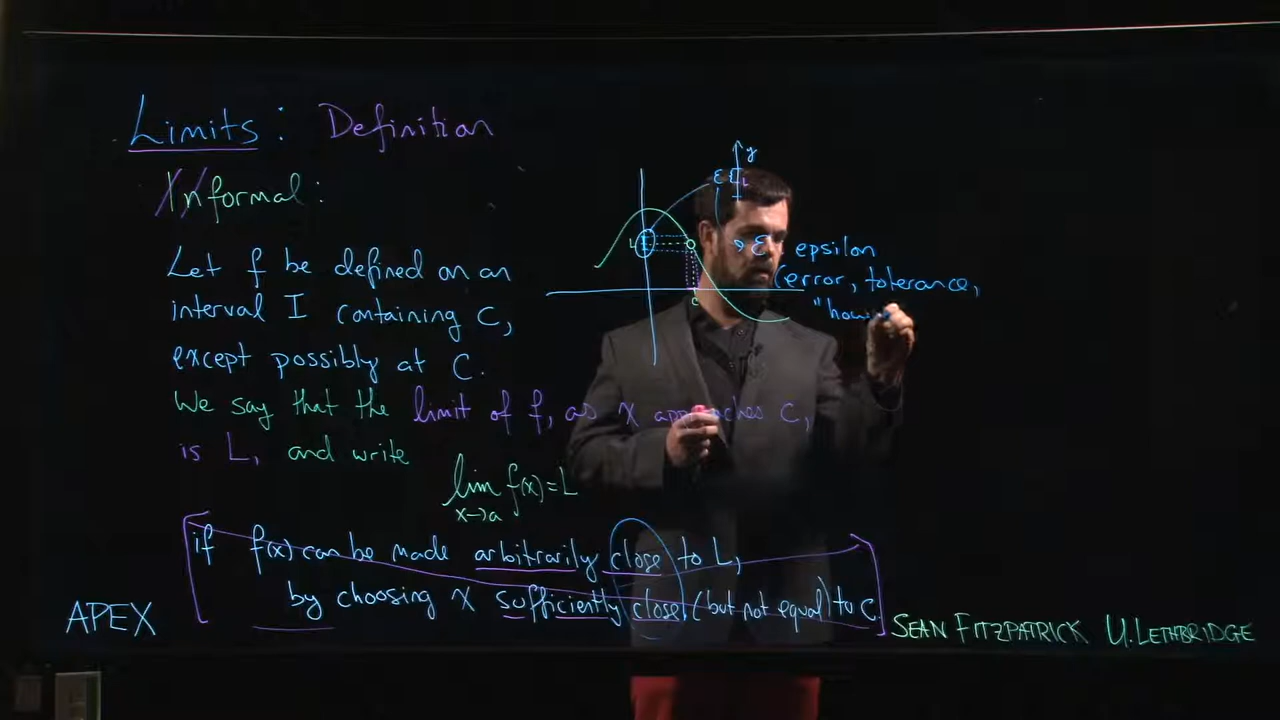 Limits: Definition
Informal:
Let f be defined on an
interval I containing c,
except possibly at c.
We say that the limit of f, as x approaches c,
is L, and write
lim f(x)=L
x→a
if f(x) can be made arbitrarily close to L,
by choosing x sufficiently close (but not equal) to c.
y
ε
L
L
c
ε epsilon
(error, tolerance,
APEX
SEAN FITZPATRICK U. LETHBRIDGE